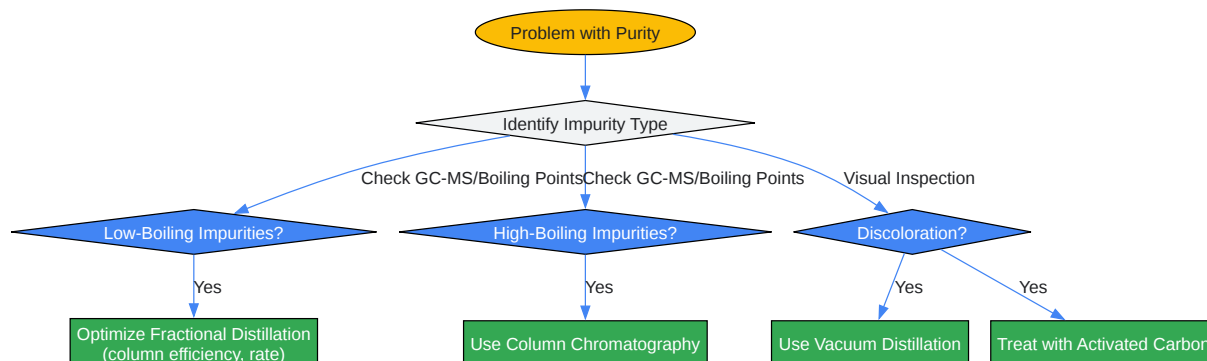 Problem with Purity
Identify Impurity Type
Check GC-MS/Boiling Points
Check GC-MS/Boiling Points
Visual Inspection
Low-Boiling Impurities?
High-Boiling Impurities?
Discoloration?
Yes
Yes
Yes
Yes
Optimize Fractional Distillation
(column efficiency, rate)
Use Column Chromatography
Use Vacuum Distillation
Treat with Activated Carbon